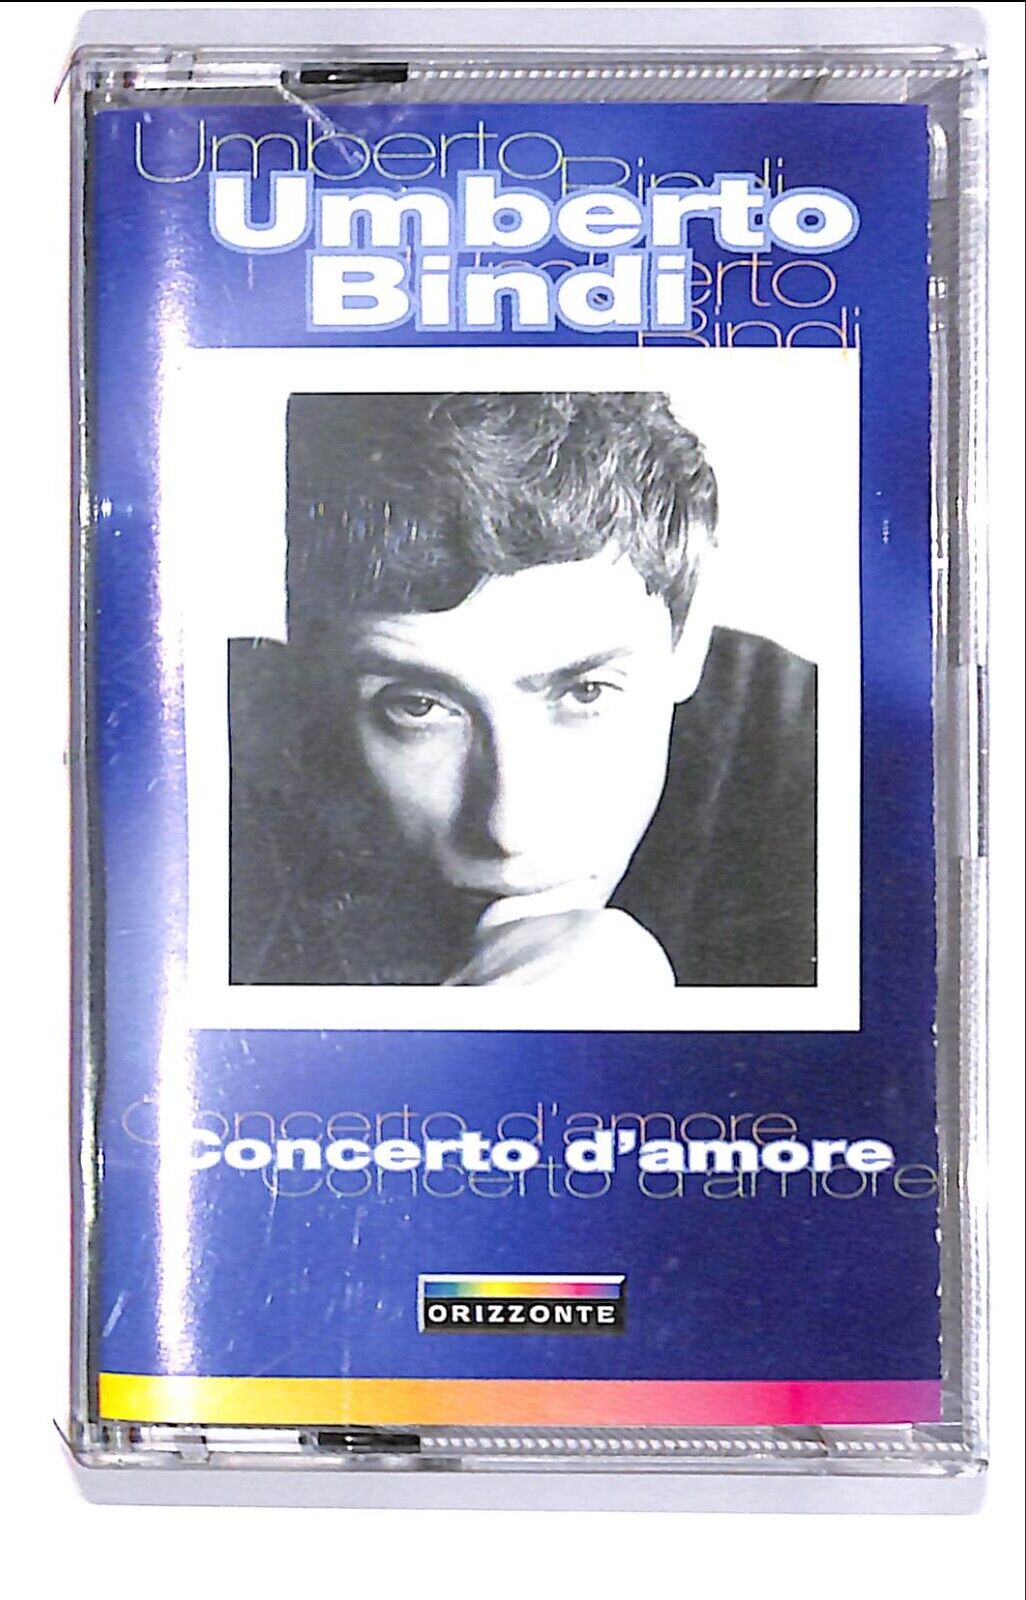 Umberto
Bindi
Umberto
Bindi
Umberto
Bindi
Concerto d'amore
Concerto d'amore
Concerto d'amore
ORIZZONTE